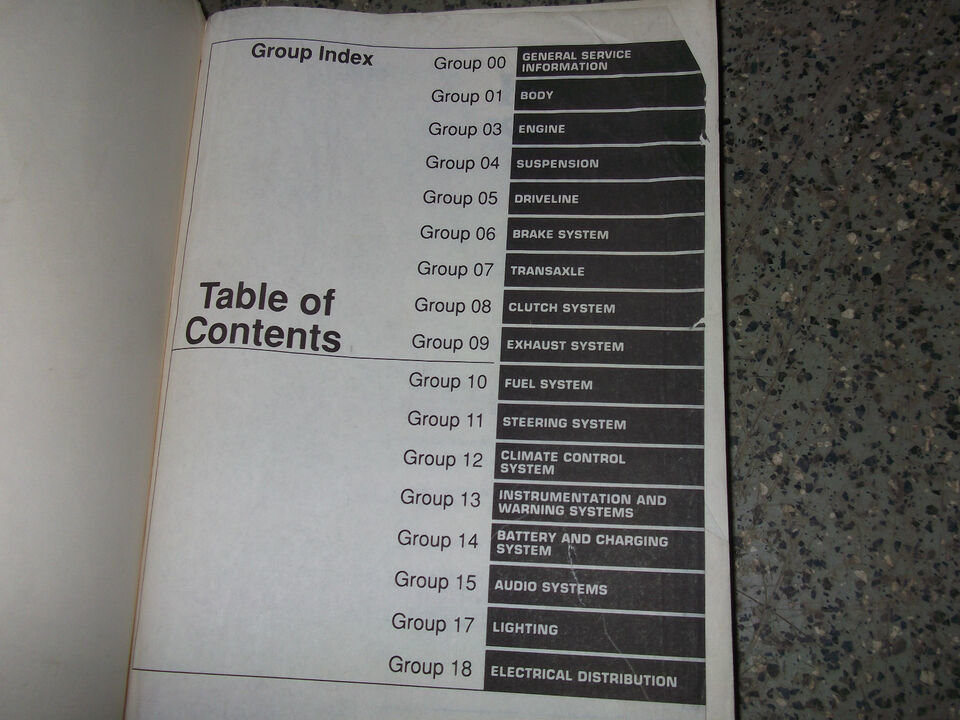 Group Index
Group 00 GENERAL SERVICE
INFORMATION
Group 01 BODY
Group 03 ENGINE
Group 04 SUSPENSION
Group 05 DRIVELINE
Group 06 BRAKE SYSTEM
Group 07 TRANSAXLE
Table of
Contents
Group 08 CLUTCH SYSTEM
Group 09 EXHAUST SYSTEM
Group 10 FUEL SYSTEM
Group 11 STEERING SYSTEM
Group 12 CLIMATE CONTROL
SYSTEM
Group 13 INSTRUMENTATION AND
WARNING SYSTEMS
Group 14 BATTERY AND CHARGING
SYSTEM
Group 15 AUDIO SYSTEMS
Group 17 LIGHTING
Group 18 ELECTRICAL DISTRIBUTION